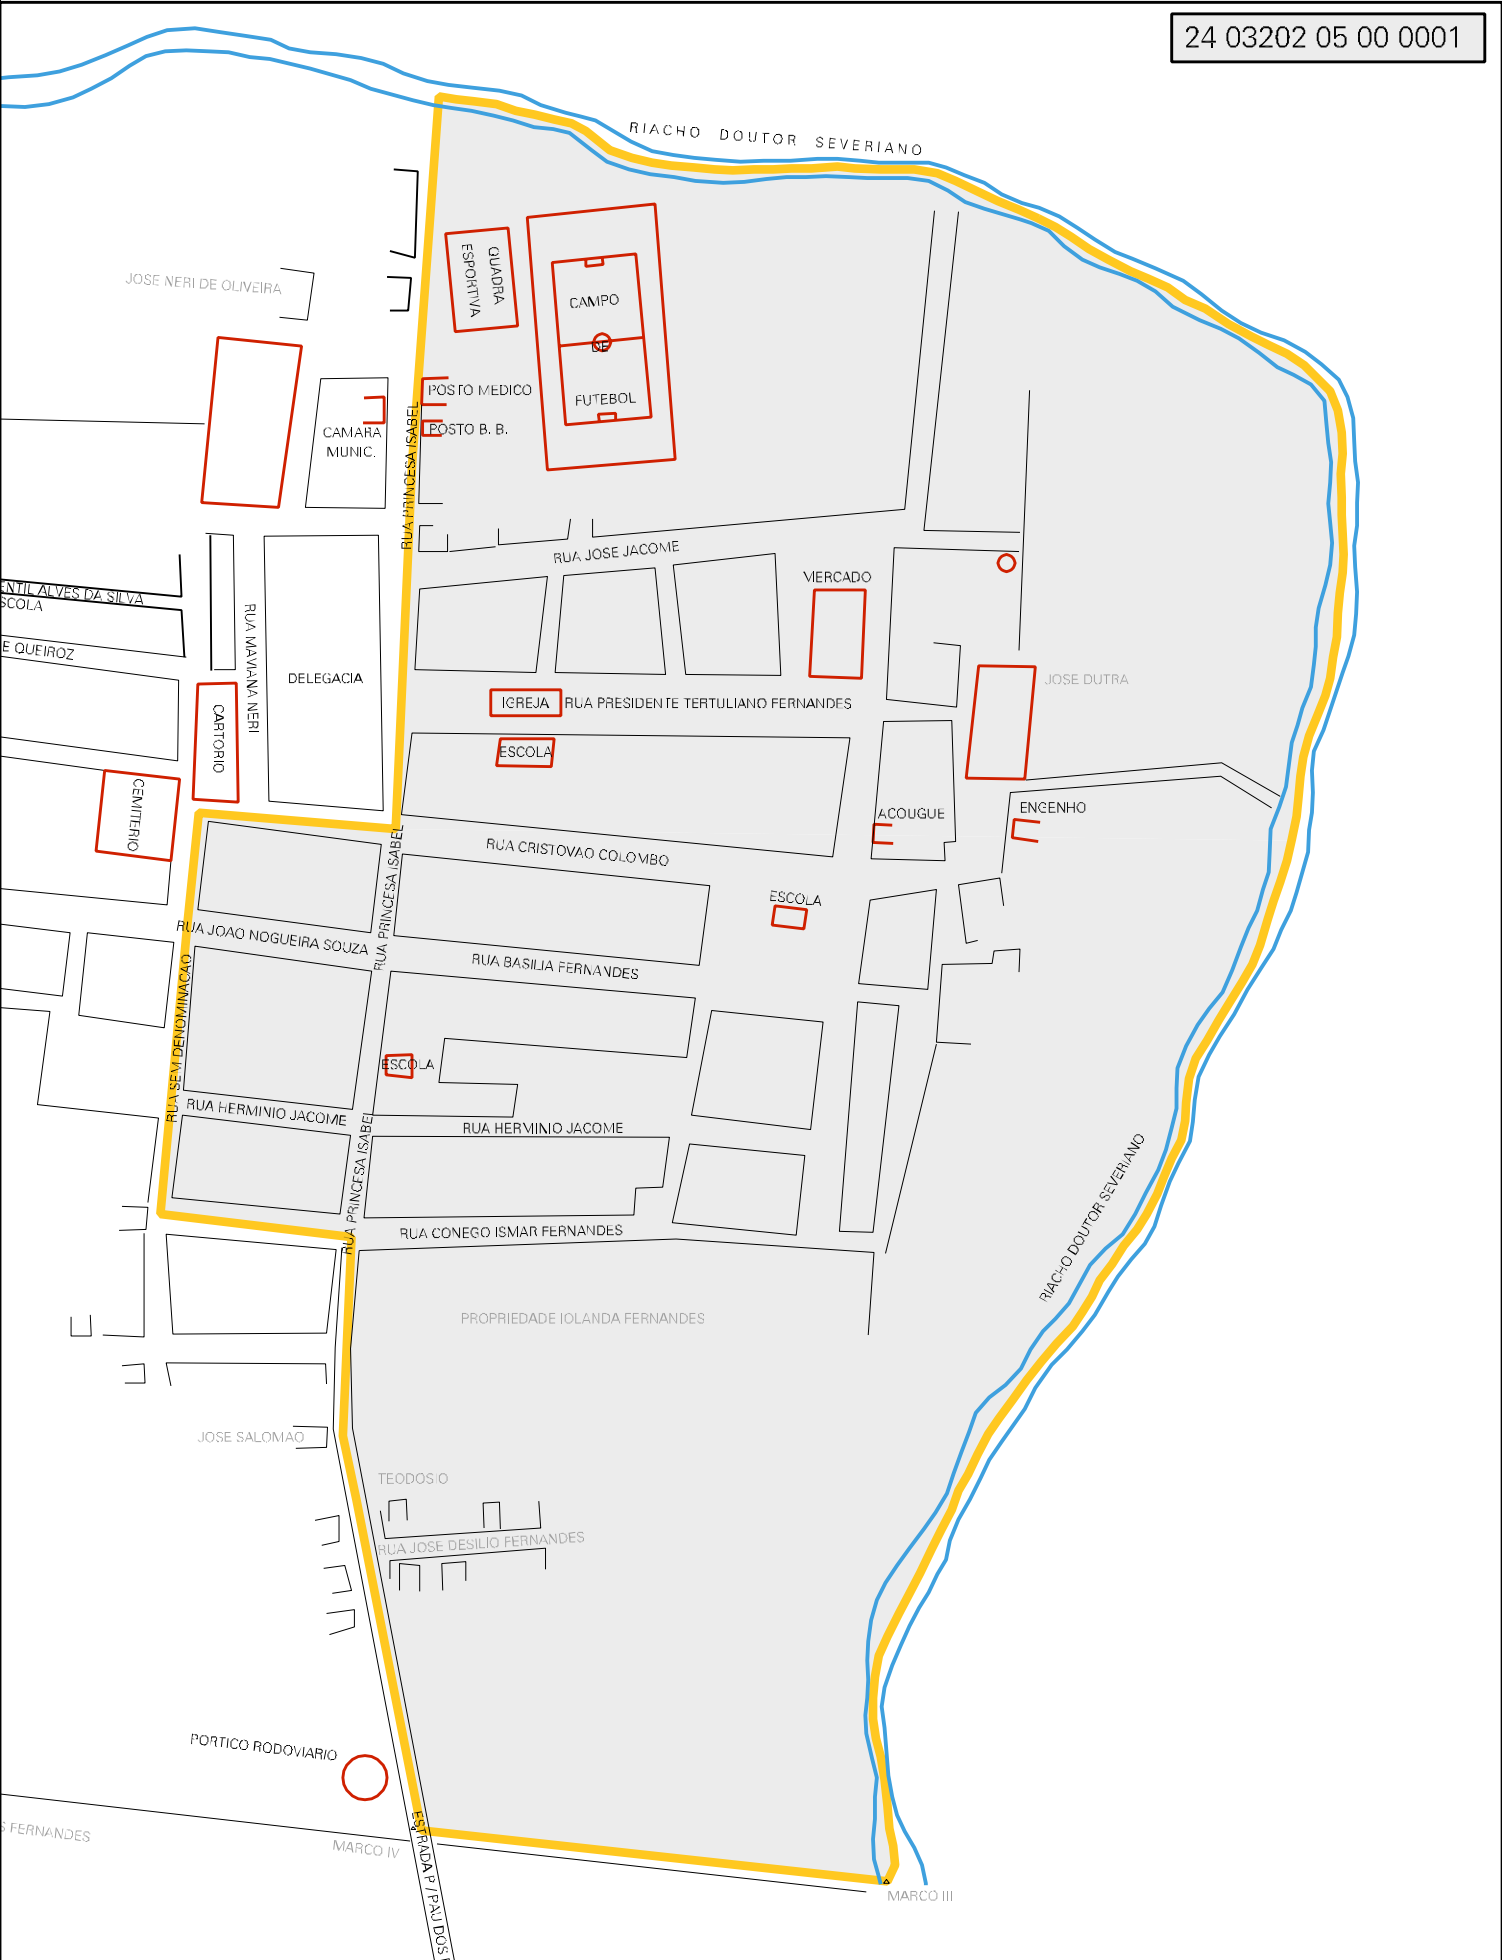 24 03202 05 00 0001
RIACHO DOUTOR SEVERIANO
JOSE NERI DE OLIVEIRA
QUADRA
ESPORTIVA
CAMPO
DE
FUTEBOL
POSTO MEDICO
POSTO B. B.
CAMARA
MUNIC.
RUA PRINCESA ISABEL
RUA JOSE JACOME
MERCADO
ENTIL ALVES DA SILVA
SCOLA
E QUEIROZ
RUA MAVIANA NERI
DELEGACIA
JOSE DUTRA
IGREJA
RUA PRESIDENTE TERTULIANO FERNANDES
CARTORIO
ESCOLA
CEMITERIO
ACOUGUE
ENGENHO
RUA CRISTOVAO COLOMBO
RUA PRINCESA ISABEL
ESCOLA
RUA JOAO NOGUEIRA SOUZA
RUA BASILIA FERNANDES
RUA SEM DENOMINACAO
ESCOLA
RUA HERMINIO JACOME
RUA HERMINIO JACOME
RUA PRINCESA ISABEL
RIACHO DOUTOR SEVERIANO
RUA CONEGO ISMAR FERNANDES
PROPRIEDADE IOLANDA FERNANDES
JOSE SALOMAO
TEODOSIO
RUA JOSE DESILIO FERNANDES
PORTICO RODOVIARIO
S FERNANDES
MARCO IV
ESTRADA P / PAU DOS
MARCO III